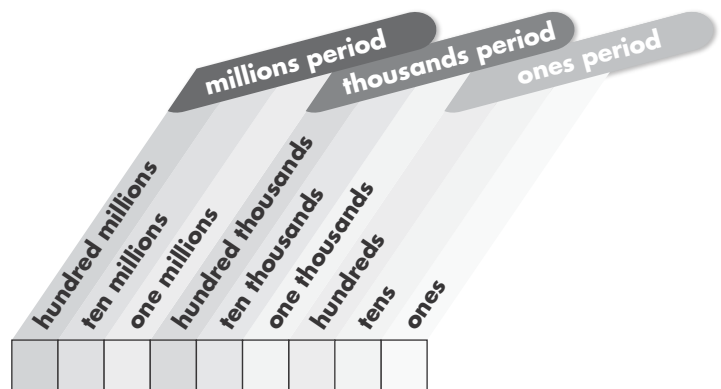 millions period
thousands period
ones period
hundred millions
ten millions
one millions
hundred thousands
ten thousands
one thousands
hundreds
tens
ones